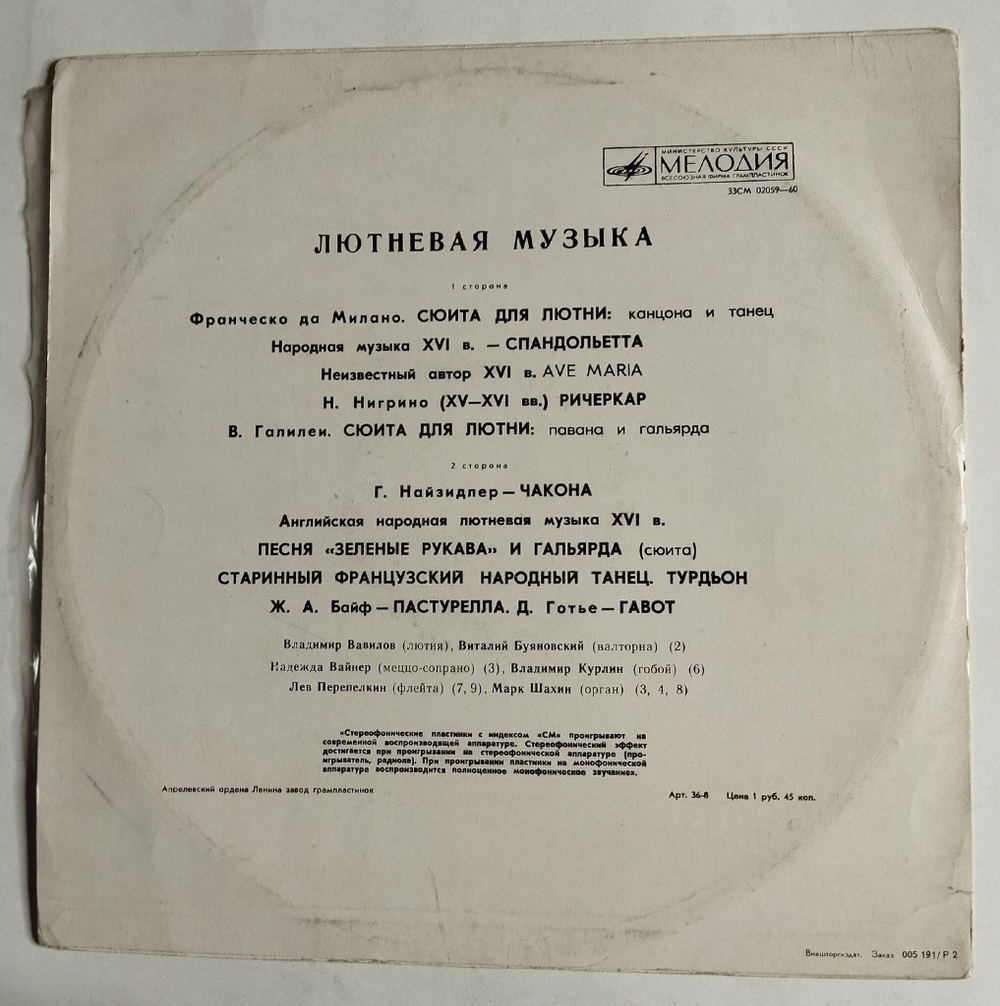 МИНИСТЕРСТВО КУЛЬТУРЫ СССР
МЕЛОДИЯ
ВСЕСОЮЗНАЯ ФИРМА ГРАМПЛАСТИНОК
33СМ 02059—60
ЛЮТНЕВАЯ МУЗЫКА
1 сторона
Франческо да Милано. СЮИТА ДЛЯ ЛЮТНИ: канцона и танец
Народная музыка XVI в. — СПАНДОЛЬЕТТА
Неизвестный автор XVI в. AVE MARIA
Н. Нигрино (XV—XVI вв.) РИЧЕРКАР
В. Галилеи. СЮИТА ДЛЯ ЛЮТНИ: павана и гальярда
2 сторона
Г. Найзидлер — ЧАКОНА
Английская народная лютневая музыка XVI в.
ПЕСНЯ «ЗЕЛЕНЫЕ РУКАВА» И ГАЛЬЯРДА (сюита)
СТАРИННЫЙ ФРАНЦУЗСКИЙ НАРОДНЫЙ ТАНЕЦ. ТУРДЬОН
Ж. А. Байф — ПАСТУРЕЛЛА. Д. Готье — ГАВОТ
Владимир Вавилов (лютня), Виталий Буяновский (валторна) (2)
Надежда Вайнер (меццо-сопрано) (3), Владимир Курлин (гобой) (6)
Лев Перепелкин (флейта) (7, 9), Марк Шахин (орган) (3, 4, 8)
«Стереофонические пластинки с индексом «СМ» проигрывают на
современной воспроизводящей аппаратуре. Стереофонический эффект
достигается при проигрывании на стереофонической аппаратуре (про-
игрыватель, радиола). При проигрывании пластинки на монофонической
аппаратуре воспроизводится полноценное монофоническое звучание».
Апрелевский ордена Ленина завод грампластинок
Арт. 36-8 Цена 1 руб. 45 коп.
Внешторгиздат. Заказ 005 191/Р 2